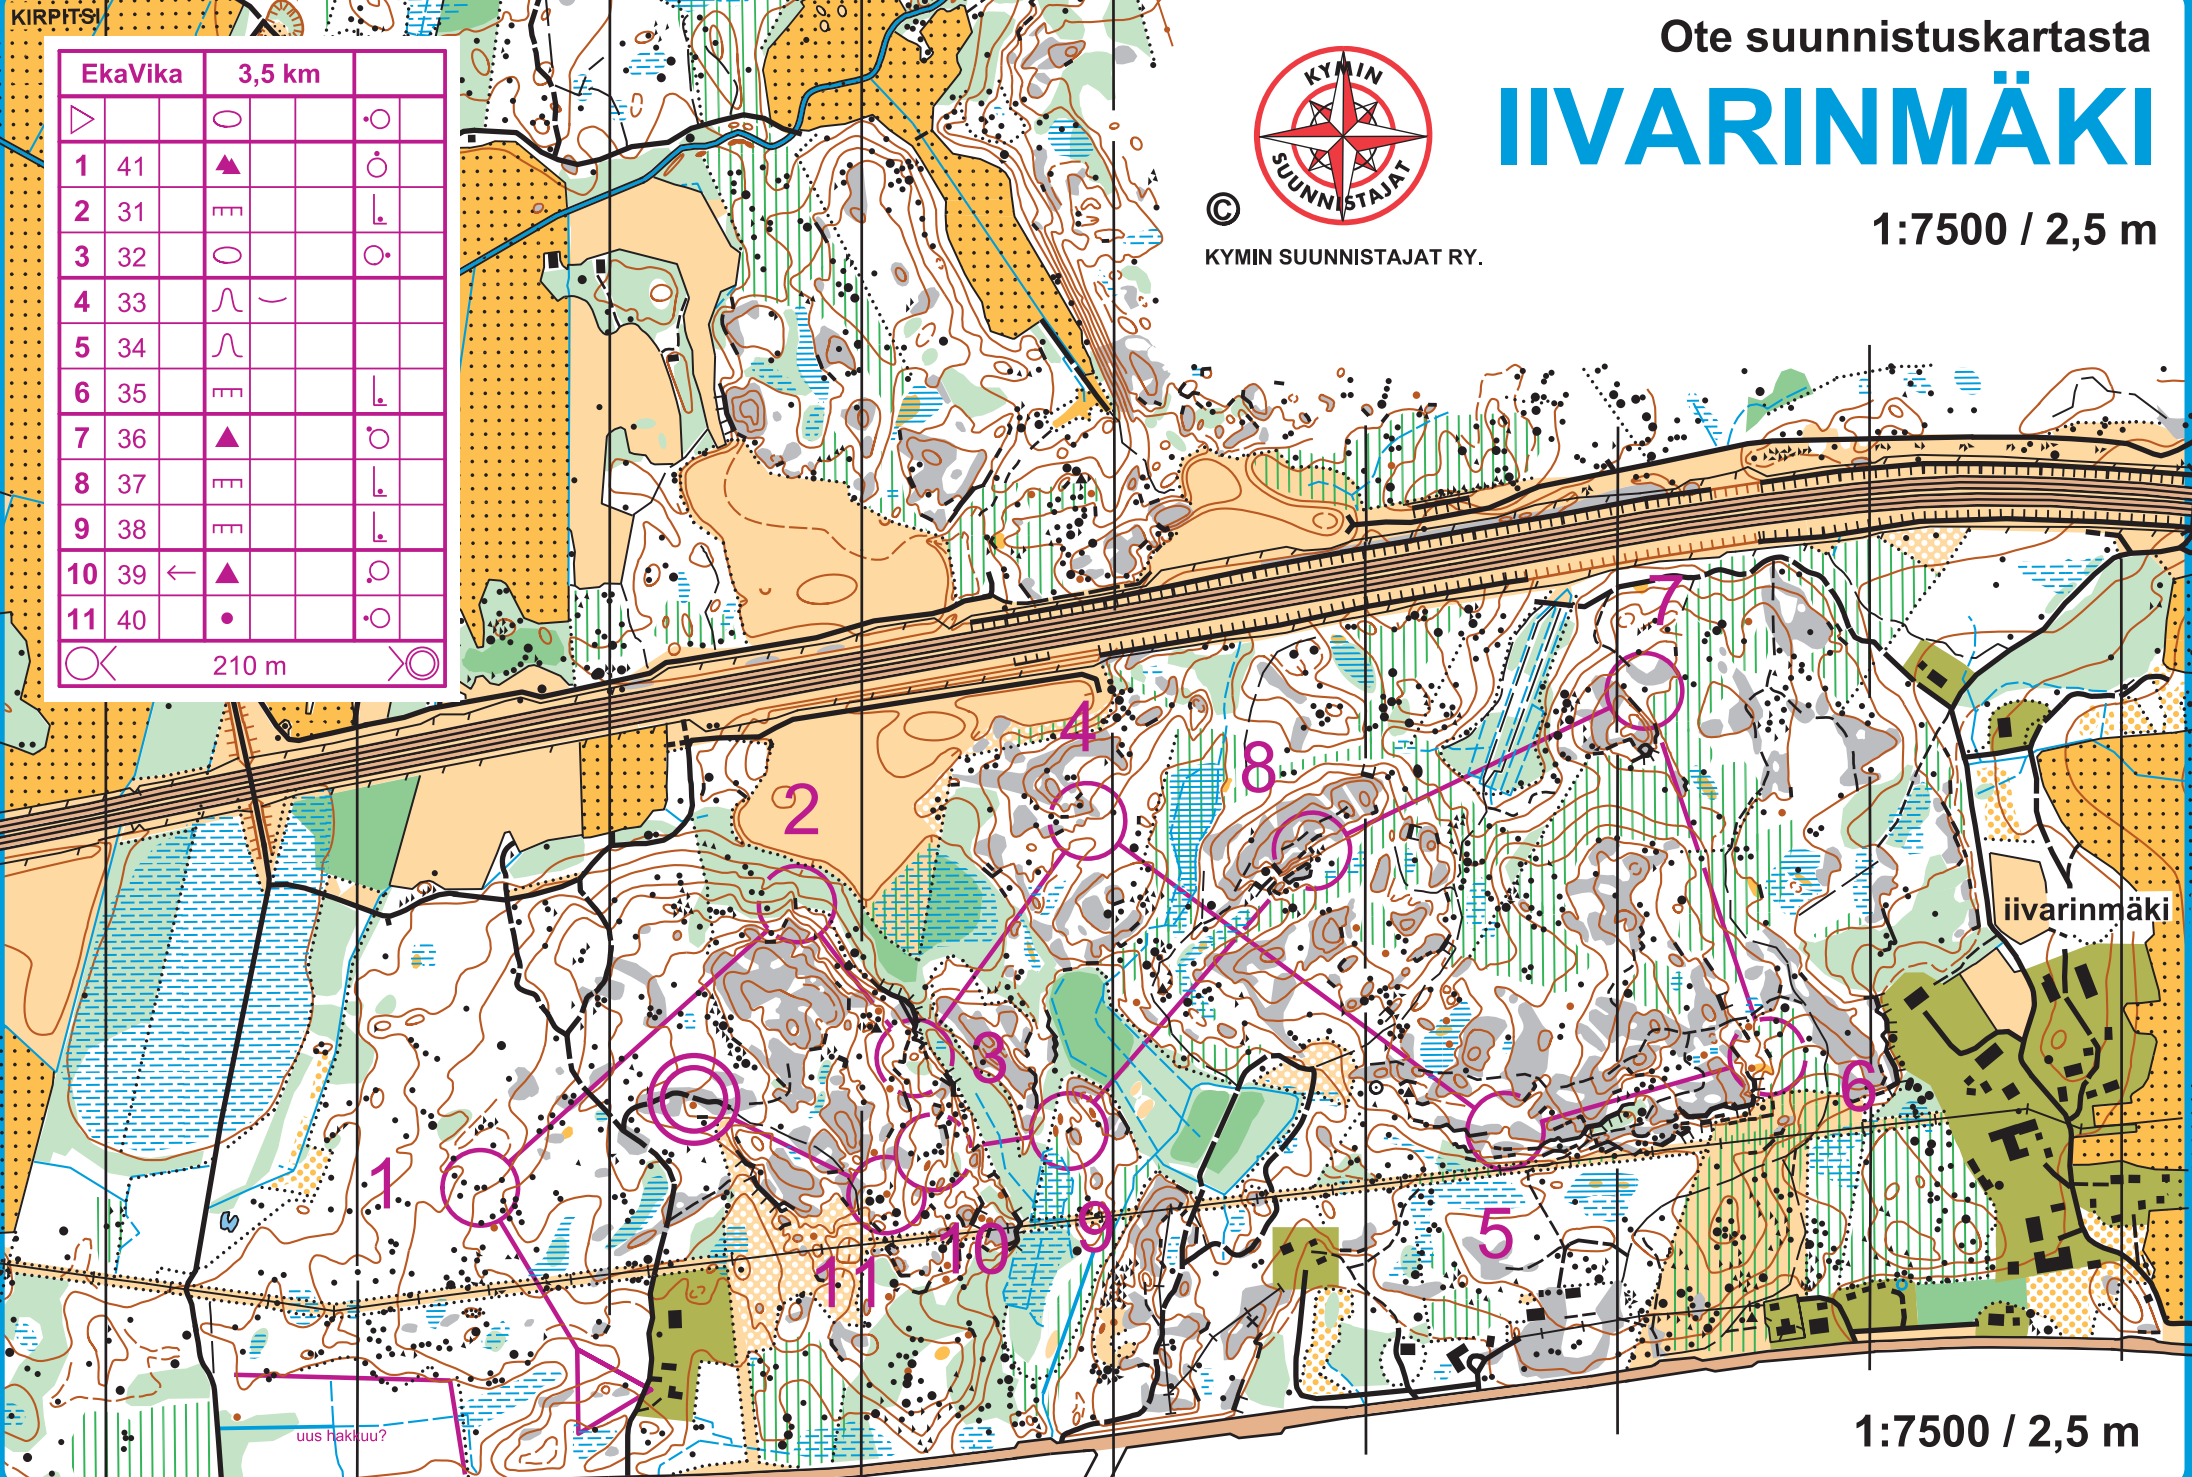 KIRPITSI
EkaVika 3,5 km
1 41
2 31
3 32
4 33
5 34
6 35
7 36
8 37
9 38
10 39
11 40
210 m
Ote suunnistuskartasta
IIVARINMÄKI
1:7500 / 2,5 m
KYMIN
SUUNNISTAJAT
©
KYMIN SUUNNISTAJAT RY.
7
4
8
2
iivarinmäki
3
6
1
9
5
10
11
uus hakkuu?
1:7500 / 2,5 m